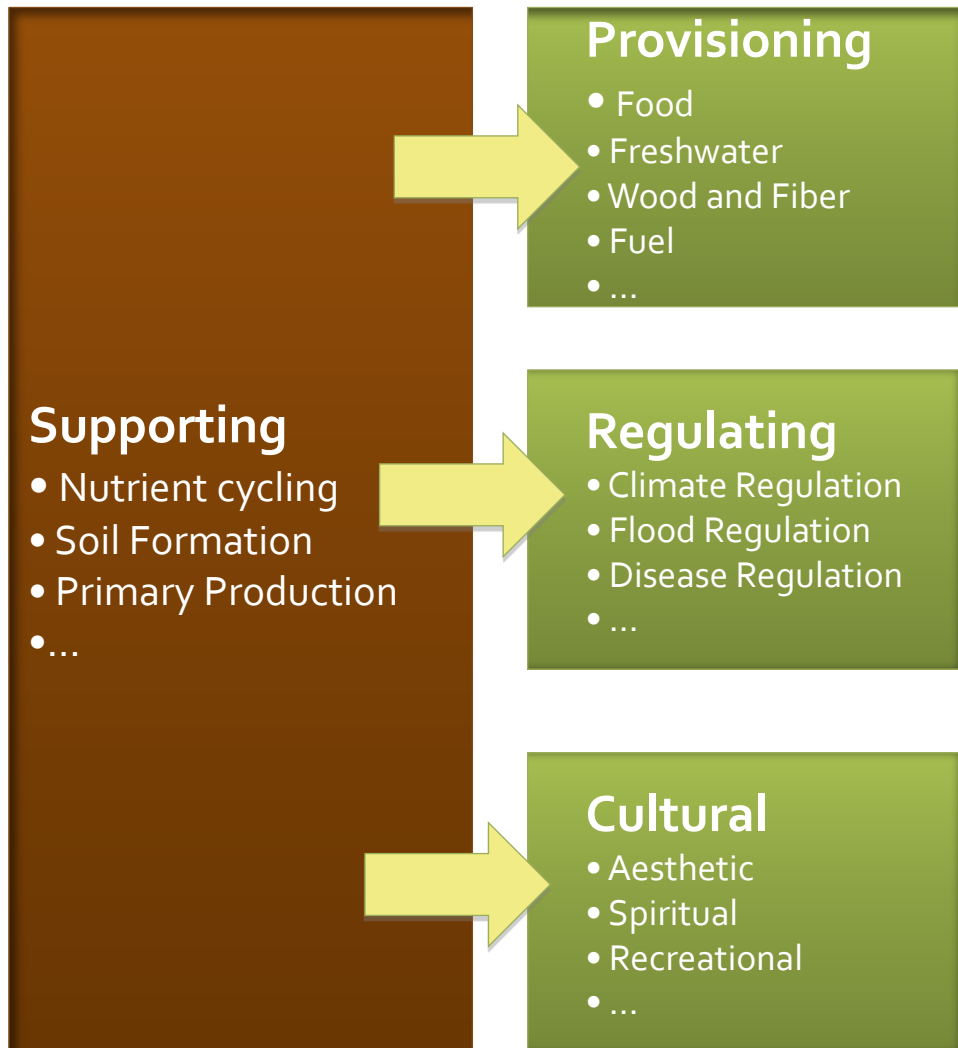 Supporting
• Nutrient cycling
• Soil Formation
• Primary Production
•...
Provisioning
• Food
• Freshwater
• Wood and Fiber
• Fuel
• ...
Regulating
• Climate Regulation
• Flood Regulation
• Disease Regulation
• ...
Cultural
• Aesthetic
• Spiritual
• Recreational
• ...